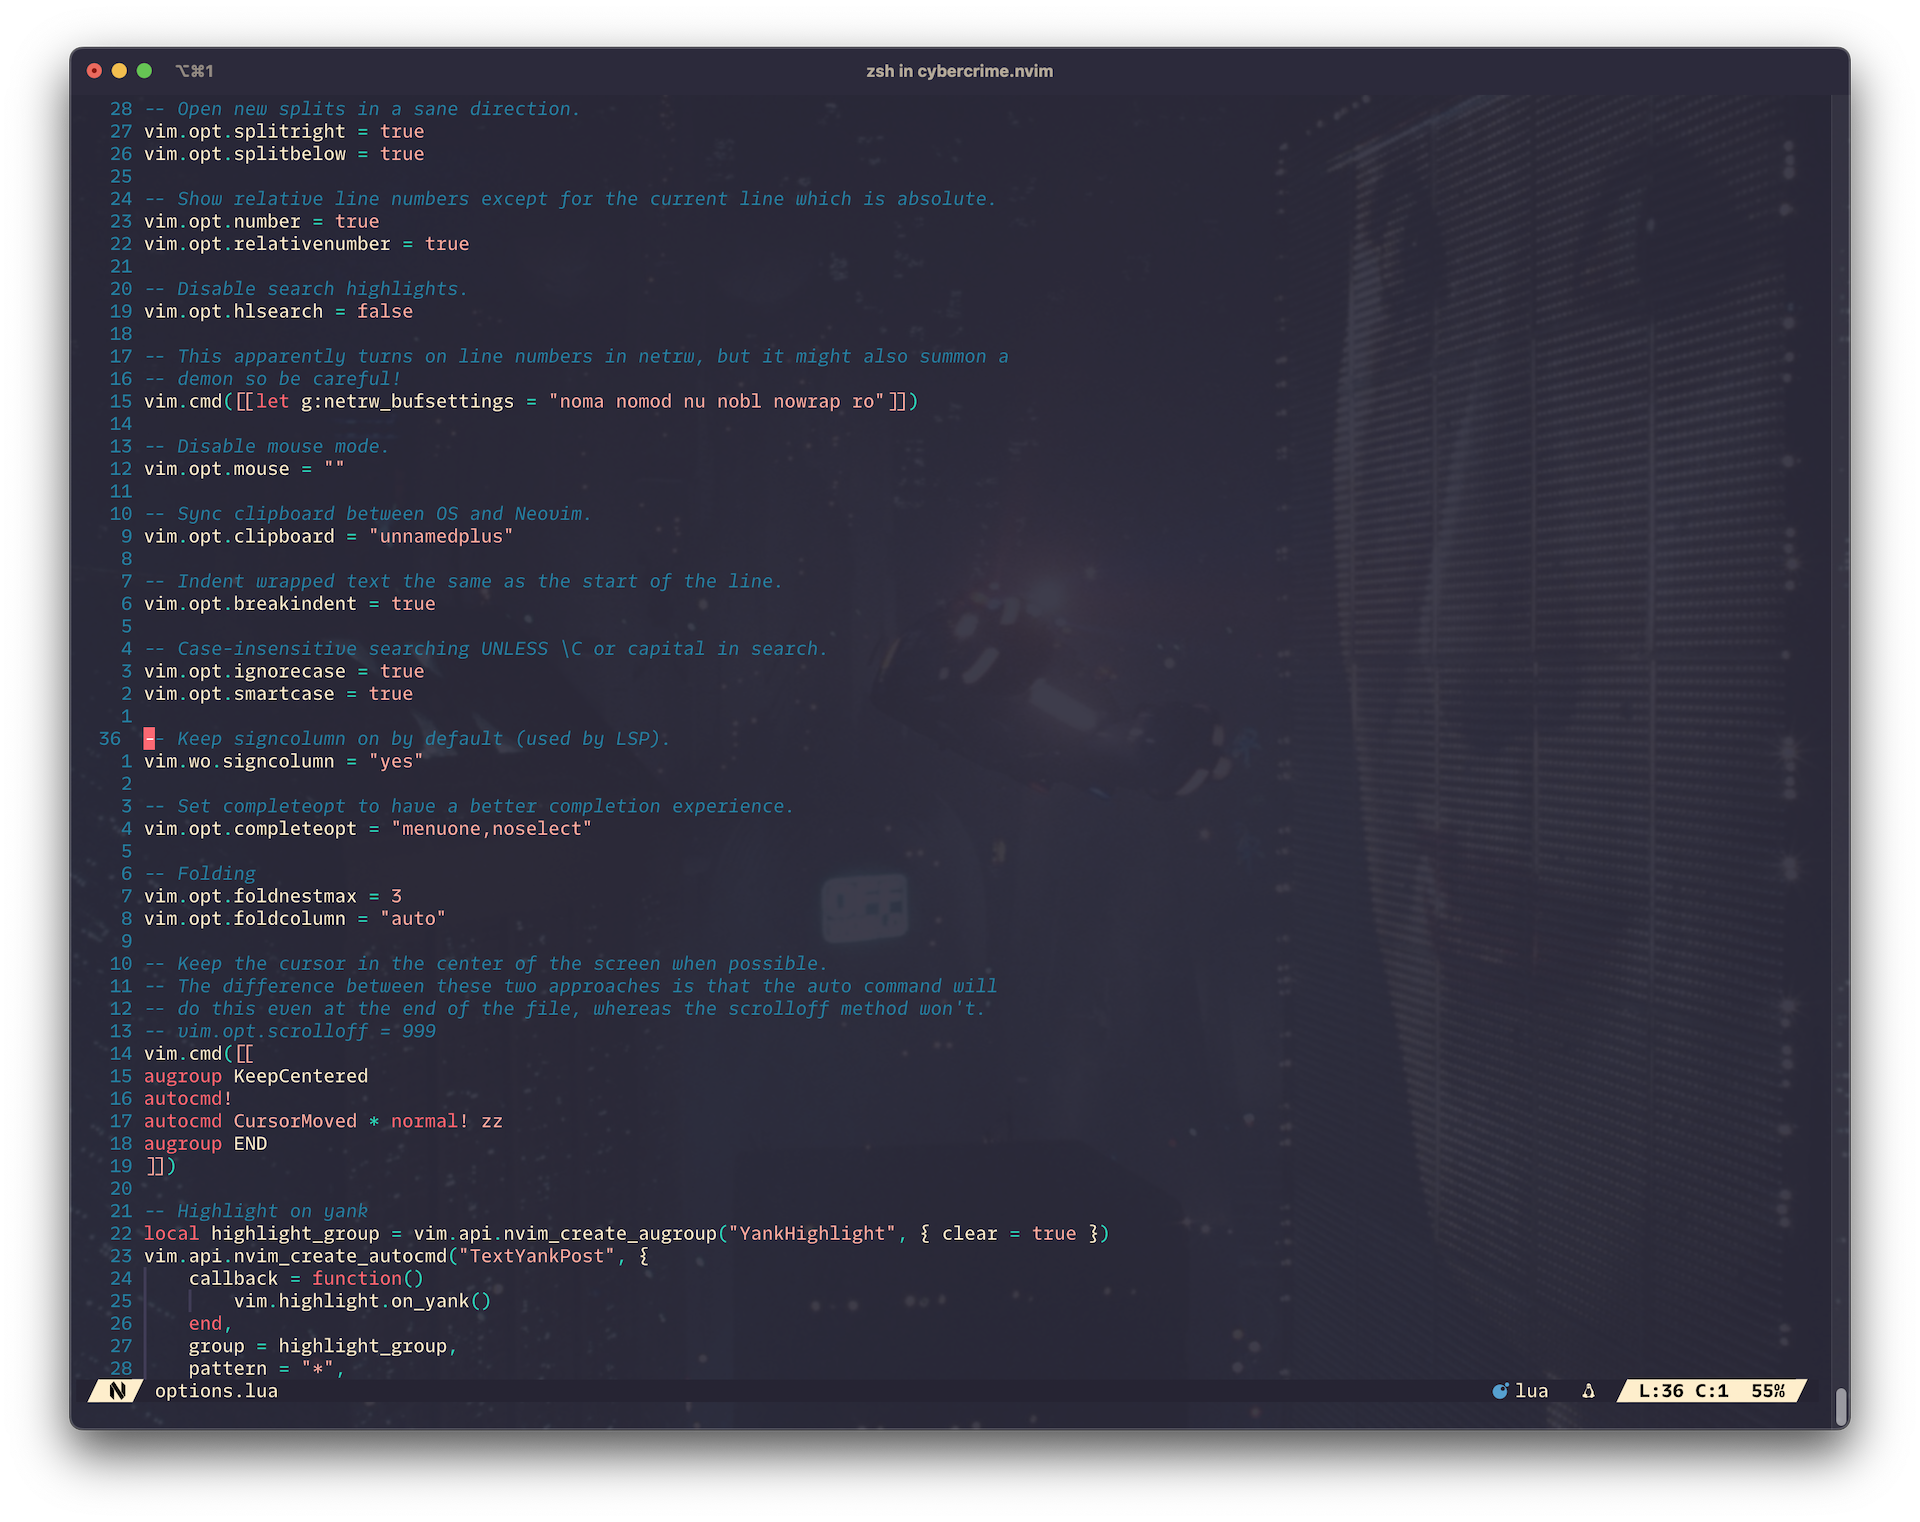 ⌥⌘1 zsh in cybercrime.nvim
28 -- Open new splits in a sane direction.
27 vim.opt.splitright = true
26 vim.opt.splitbelow = true
25
24 -- Show relative line numbers except for the current line which is absolute.
23 vim.opt.number = true
22 vim.opt.relativenumber = true
21
20 -- Disable search highlights.
19 vim.opt.hlsearch = false
18
17 -- This apparently turns on line numbers in netrw, but it might also summon a
16 -- demon so be careful!
15 vim.cmd([[let g:netrw_bufsettings = "noma nomod nu nobl nowrap ro"]])
14
13 -- Disable mouse mode.
12 vim.opt.mouse = ""
11
10 -- Sync clipboard between OS and Neovim.
9 vim.opt.clipboard = "unnamedplus"
8
7 -- Indent wrapped text the same as the start of the line.
6 vim.opt.breakindent = true
5
4 -- Case-insensitive searching UNLESS \C or capital in search.
3 vim.opt.ignorecase = true
2 vim.opt.smartcase = true
1
36 -- Keep signcolumn on by default (used by LSP).
1 vim.wo.signcolumn = "yes"
2
3 -- Set completeopt to have a better completion experience.
4 vim.opt.completeopt = "menuone,noselect"
5
6 -- Folding
7 vim.opt.foldnestmax = 3
8 vim.opt.foldcolumn = "auto"
9
10 -- Keep the cursor in the center of the screen when possible.
11 -- The difference between these two approaches is that the auto command will
12 -- do this even at the end of the file, whereas the scrolloff method won't.
13 -- vim.opt.scrolloff = 999
14 vim.cmd([[
15 augroup KeepCentered
16 autocmd!
17 autocmd CursorMoved * normal! zz
18 augroup END
19 ]])
20
21 -- Highlight on yank
22 local highlight_group = vim.api.nvim_create_augroup("YankHighlight", { clear = true })
23 vim.api.nvim_create_autocmd("TextYankPost", {
24     callback = function()
25         vim.highlight.on_yank()
26     end,
27     group = highlight_group,
28     pattern = "*",
N options.lua lua L:36 C:1 55%